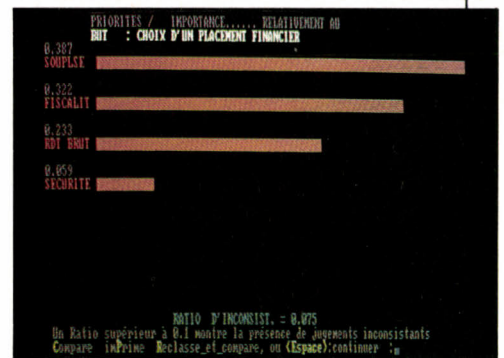 PRIORITES / IMPORTANCE...... RELATIVEMENT AU
BUT : CHOIX D'UN PLACEMENT FINANCIER
0.387
SOUPLSE
0.322
FISCALIT
0.233
RDT BRUT
0.059
SECURITE
RATIO D'INCONSIST. = 0.075
Un Ratio supérieur à 0.1 montre la présence de jugements inconsistants
Compare imPrime Reclasse_et_compare, ou <Espace>:continuer :